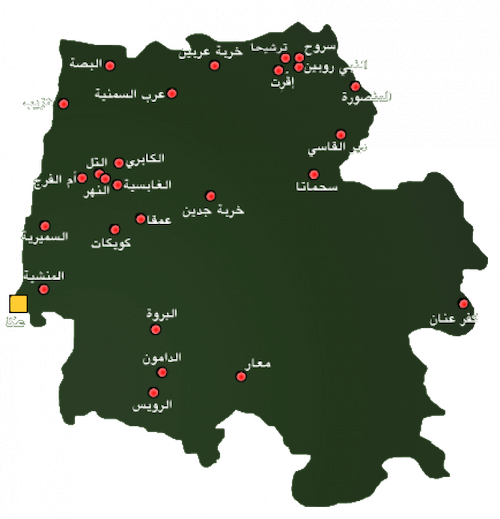 سروح
ترشيحا
خربة عربين
البصة
النبي روبين
إقرت
عرب السمنية
المنصورة
الزيب
دير القاسي
الكابري
التل
أم الفرج
النهر
الغابسية
سحماتا
خربة جدين
عمقا
السميرية
كويكات
المنشية
عكا
البروة
كفر عنان
الدامون
معار
الرويس